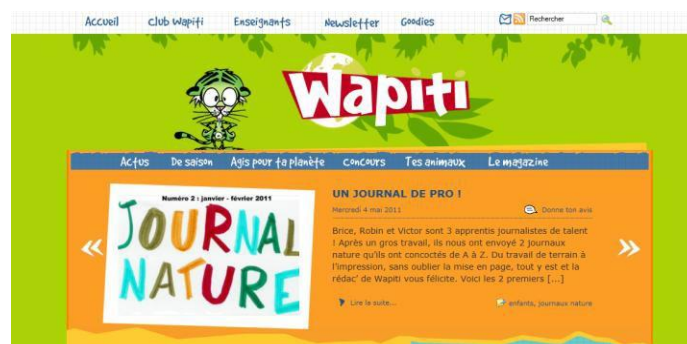 Accueil Club Wapiti Enseignants Newsletter Goodies Rechercher
Wapiti
Actus De saison Agis pour ta planète Concours Tes animaux Le magazine
Numéro 2 : janvier - février 2011
JOURNAL
NATURE
UN JOURNAL DE PRO !
Mercredi 4 mai 2011 Donne ton avis
Brice, Robin et Victor sont 3 apprentis journalistes de talent
! Après un gros travail, ils nous ont envoyé 2 journaux
nature qu'ils ont concoctés de A à Z. Du travail de terrain à
l'impression, sans oublier la mise en page, tout y est et la
rédac' de Wapiti vous félicite. Voici les 2 premiers [...]
Lire la suite... enfants, journaux nature